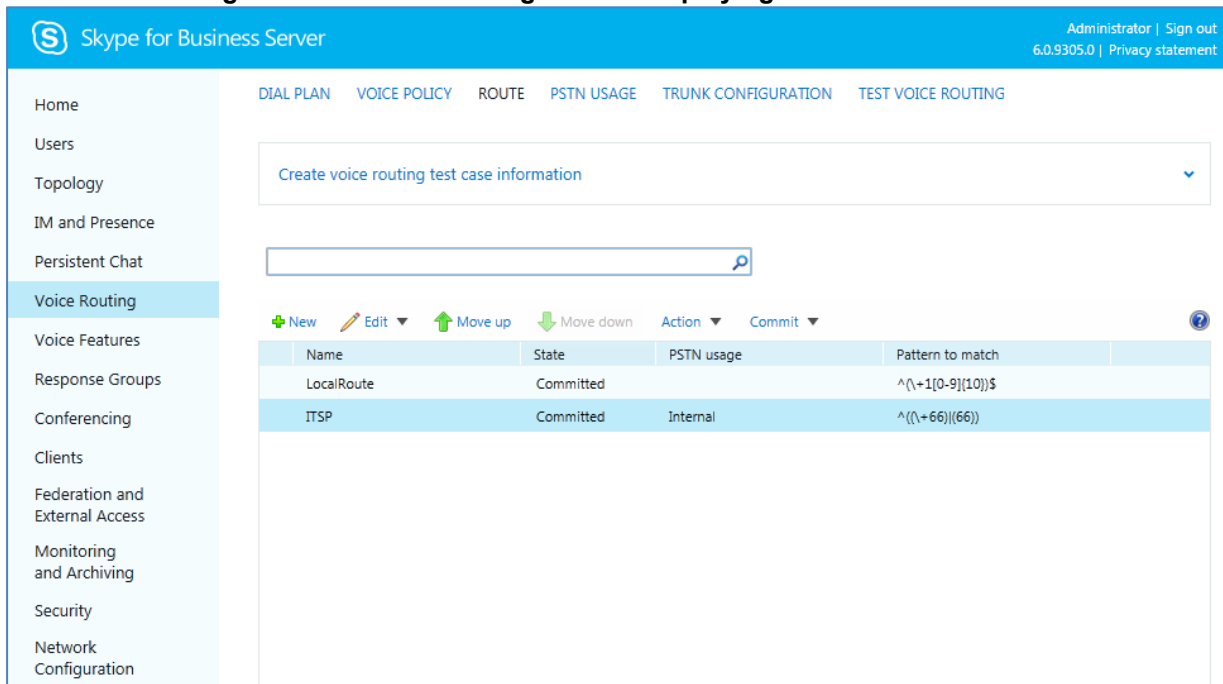 Skype for Business Server
Administrator | Sign out
6.0.9305.0 | Privacy statement
Home
Users
Topology
IM and Presence
Persistent Chat
Voice Routing
Voice Features
Response Groups
Conferencing
Clients
Federation and
External Access
Monitoring
and Archiving
Security
Network
Configuration
DIAL PLAN VOICE POLICY ROUTE PSTN USAGE TRUNK CONFIGURATION TEST VOICE ROUTING
Create voice routing test case information
New Edit Move up Move down Action Commit
Name State PSTN usage Pattern to match
LocalRoute Committed ^(\+1[0-9]{10})$
ITSP Committed Internal ^((\+66)|(66))